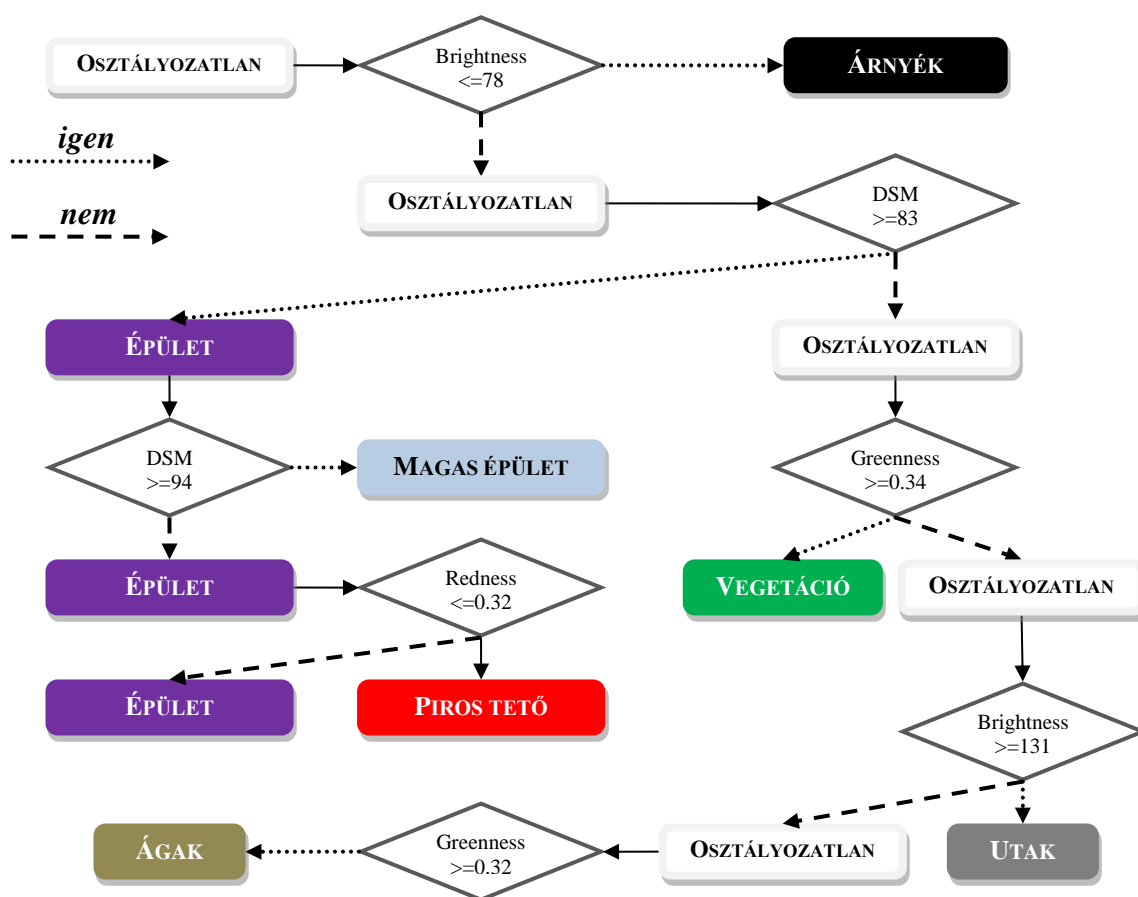 OSZTÁLYOZATLAN
Brightness
<=78
ÁRNYÉK
igen
nem
OSZTÁLYOZATLAN
DSM
>=83
ÉPÜLET
OSZTÁLYOZATLAN
DSM
>=94
MAGAS ÉPÜLET
Greenness
>=0.34
ÉPÜLET
Redness
<=0.32
VEGETÁCIÓ
OSZTÁLYOZATLAN
ÉPÜLET
PIROS TETŐ
Brightness
>=131
ÁGAK
Greenness
>=0.32
OSZTÁLYOZATLAN
UTAK